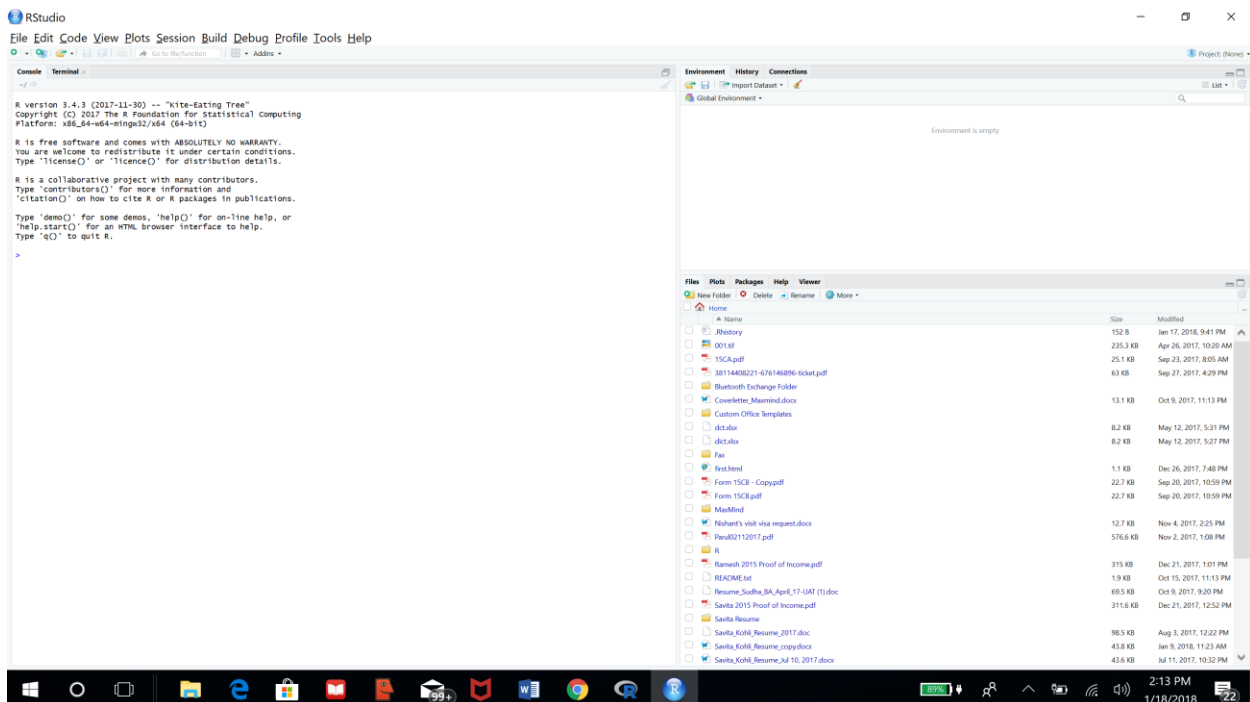 RStudio
File Edit Code View Plots Session Build Debug Profile Tools Help
Go to file/function Addins
Project: (None)
Console Terminal
~/
R version 3.4.3 (2017-11-30) -- "Kite-Eating Tree"
Copyright (C) 2017 The R Foundation for Statistical Computing
Platform: x86_64-w64-mingw32/x64 (64-bit)
R is free software and comes with ABSOLUTELY NO WARRANTY.
You are welcome to redistribute it under certain conditions.
Type 'license()' or 'licence()' for distribution details.
R is a collaborative project with many contributors.
Type 'contributors()' for more information and
'citation()' on how to cite R or R packages in publications.
Type 'demo()' for some demos, 'help()' for on-line help, or
'help.start()' for an HTML browser interface to help.
Type 'q()' to quit R.
>
Environment History Connections
Import Dataset List
Global Environment
Environment is empty
Files Plots Packages Help Viewer
New Folder Delete Rename More
Home
Name Size Modified
.Rhistory 152 B Jan 17, 2018, 9:41 PM
001.tif 235.3 KB Apr 26, 2017, 10:20 AM
15CA.pdf 25.1 KB Sep 23, 2017, 8:05 AM
38114408221-676146896-ticket.pdf 63 KB Sep 27, 2017, 4:29 PM
Bluetooth Exchange Folder
Coverletter_Maxmind.docx 13.1 KB Oct 9, 2017, 11:13 PM
Custom Office Templates
dct.xlsx 8.2 KB May 12, 2017, 5:31 PM
dict.xlsx 8.2 KB May 12, 2017, 5:27 PM
Fax
first.html 1.1 KB Dec 26, 2017, 7:48 PM
Form 15CB - Copy.pdf 22.7 KB Sep 20, 2017, 10:59 PM
Form 15CB.pdf 22.7 KB Sep 20, 2017, 10:59 PM
MaxMind
Nishant's visit visa request.docx 12.7 KB Nov 4, 2017, 2:25 PM
Parul02112017.pdf 576.6 KB Nov 2, 2017, 1:08 PM
R
Ramesh 2015 Proof of Income.pdf 315 KB Dec 21, 2017, 1:01 PM
README.txt 1.9 KB Oct 15, 2017, 11:13 PM
Resume_Sudha_BA_April_17-UAT (1).doc 69.5 KB Oct 9, 2017, 9:20 PM
Savita 2015 Proof of Income.pdf 311.6 KB Dec 21, 2017, 12:52 PM
Savita Resume
Savita_Kohli_Resume_2017.doc 98.5 KB Aug 3, 2017, 12:22 PM
Savita_Kohli_Resume_copy.docx 43.8 KB Jan 9, 2018, 11:23 AM
Savita_Kohli_Resume_Jul 10, 2017.docx 43.6 KB Jul 11, 2017, 10:32 PM
99+
89%
2:13 PM
1/18/2018
22